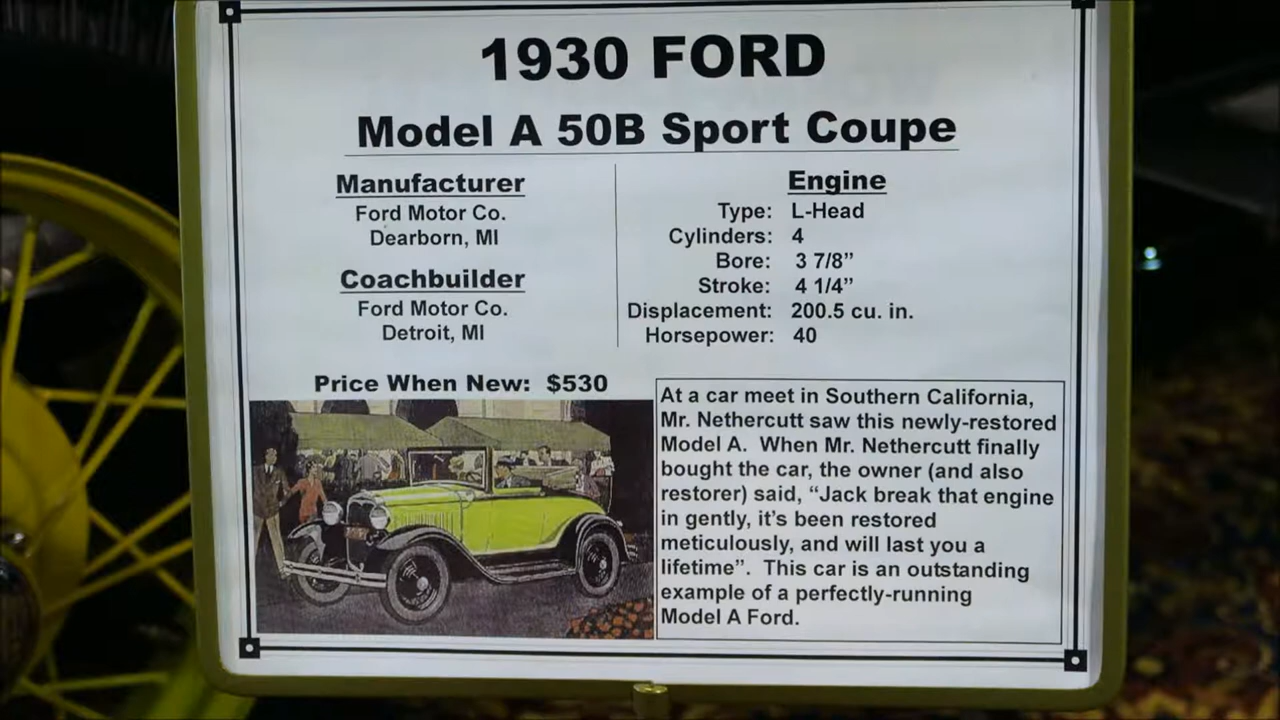 1930 FORD
Model A 50B Sport Coupe
Manufacturer
Ford Motor Co.
Dearborn, MI
Coachbuilder
Ford Motor Co.
Detroit, MI
Engine
Type: L-Head
Cylinders: 4
Bore: 3 7/8”
Stroke: 4 1/4”
Displacement: 200.5 cu. in.
Horsepower: 40
Price When New: $530
At a car meet in Southern California,
Mr. Nethercutt saw this newly-restored
Model A. When Mr. Nethercutt finally
bought the car, the owner (and also
restorer) said, “Jack break that engine
in gently, it’s been restored
meticulously, and will last you a
lifetime”. This car is an outstanding
example of a perfectly-running
Model A Ford.